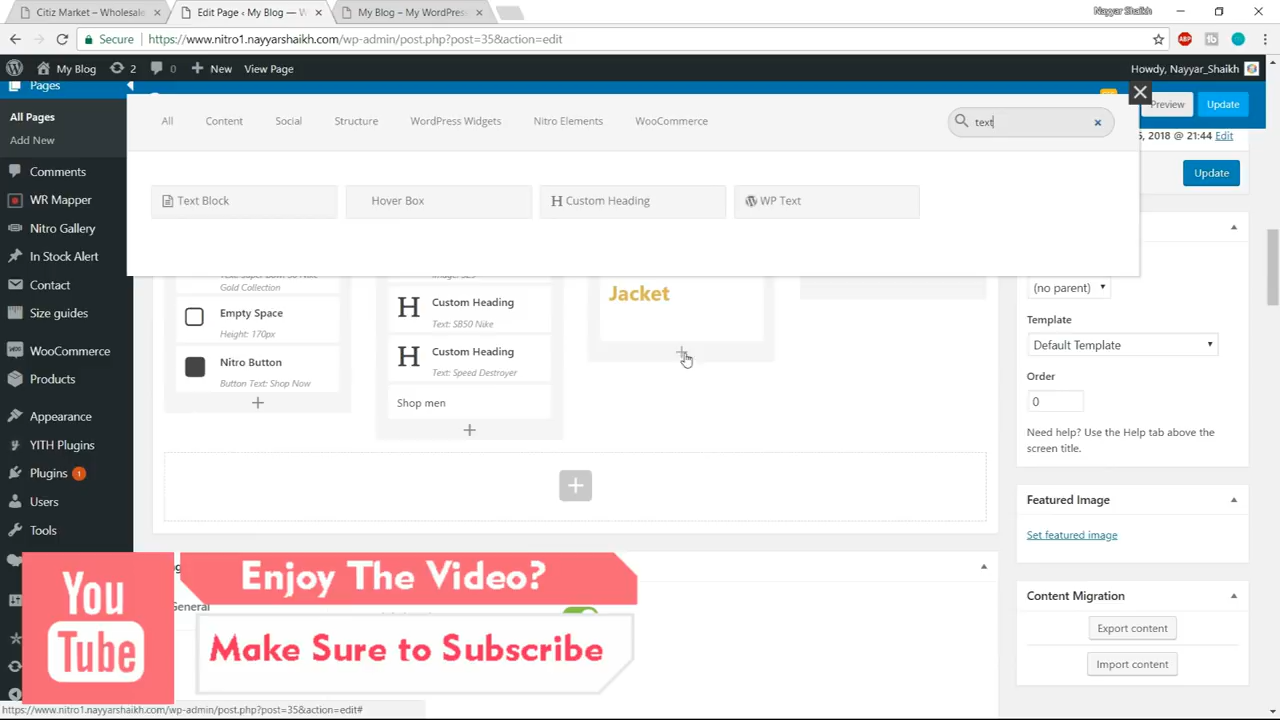 Citiz Market – Wholesale
Edit Page ‹ My Blog — W
My Blog – My WordPress
Nayyar Shaikh
Secure
https://www.nitro1.nayyarshaikh.com/wp-admin/post.php?post=35&action=edit
My Blog
2
0
New
View Page
Howdy, Nayyar_Shaikh
Pages
All Pages
Add New
Comments
WR Mapper
Nitro Gallery
In Stock Alert
Contact
Size guides
WooCommerce
Products
Appearance
YITH Plugins
Plugins 1
Users
Tools
All
Content
Social
Structure
WordPress Widgets
Nitro Elements
WooCommerce
text
Text Block
Hover Box
Custom Heading
WP Text
Preview
Update
2018 @ 21:44 Edit
Update
Gold Collection
Empty Space
Height: 170px
Nitro Button
Button Text: Shop Now
Custom Heading
Text: SB50 Nike
Custom Heading
Text: Speed Destroyer
Shop men
Jacket
(no parent)
Template
Default Template
Order
0
Need help? Use the Help tab above the
screen title.
Featured Image
Set featured image
Content Migration
Export content
Import content
General
You
Tube
Enjoy The Video?
Make Sure to Subscribe
https://www.nitro1.nayyarshaikh.com/wp-admin/post.php?post=35&action=edit#